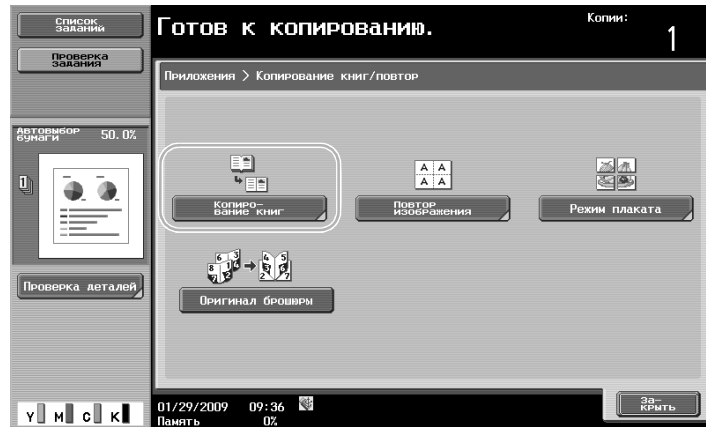 Список
заданий
Готов к копированию.
Копии:
1
Проверка
задания
Приложения > Копирование книг/повтор
Автовыбор
бумаги
50.0%
1
A A
A A
Копиро-
вание книг
Повтор
изображения
Режим плаката
Проверка деталей
Оригинал брошюры
Y M C K
01/29/2009 09:36
Память 0%
За-
крыть